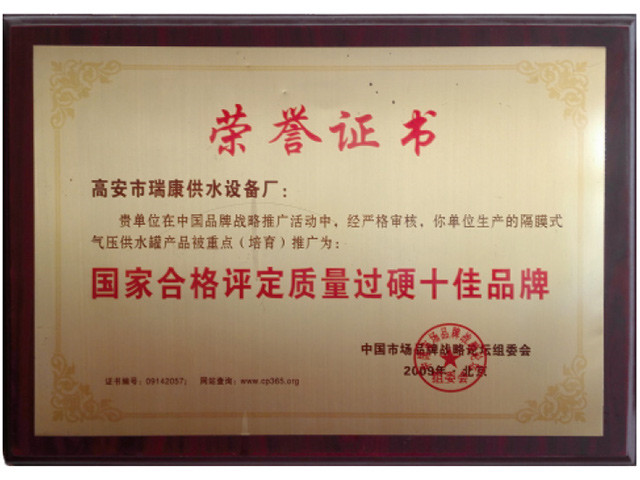 荣誉证书
高安市瑞康供水设备厂：
贵单位在中国品牌战略推广活动中，经严格审核，你单位生产的隔膜式
气压供水罐产品被重点（培育）推广为：
国家合格评定质量过硬十佳品牌
中国市场品牌战略论坛组委会
2009年 北京
组委会
证书编号：09142057； 网站查询：www.cp365.org